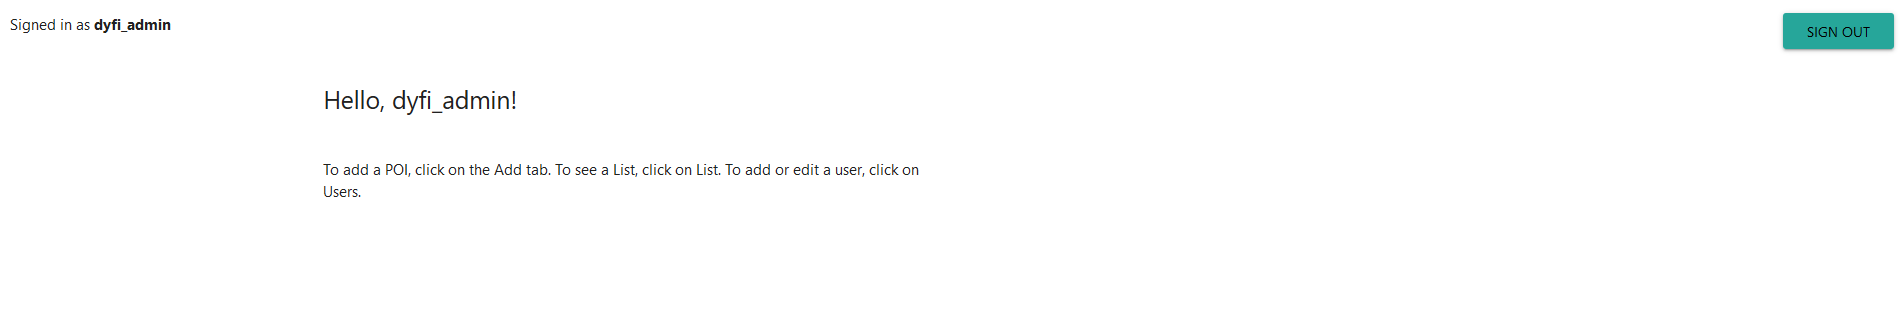 Signed in as dyfi_admin
SIGN OUT
Hello, dyfi_admin!
To add a POI, click on the Add tab. To see a List, click on List. To add or edit a user, click on
Users.